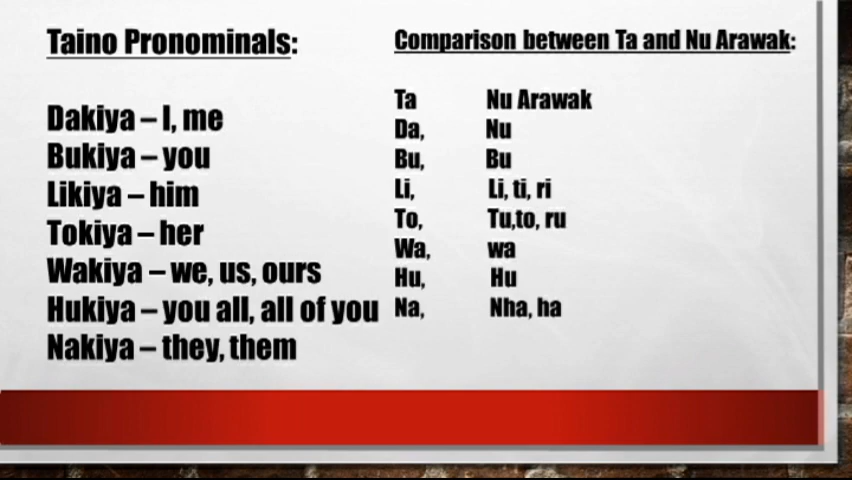 Taino Pronominals:
Dakiya – I, me
Bukiya – you
Likiya – him
Tokiya – her
Wakiya – we, us, ours
Hukiya – you all, all of you
Nakiya – they, them
Comparison between Ta and Nu Arawak:
Ta Nu Arawak
Da, Nu
Bu, Bu
Li, Li, ti, ri
To, Tu,to, ru
Wa, wa
Hu, Hu
Na, Nha, ha